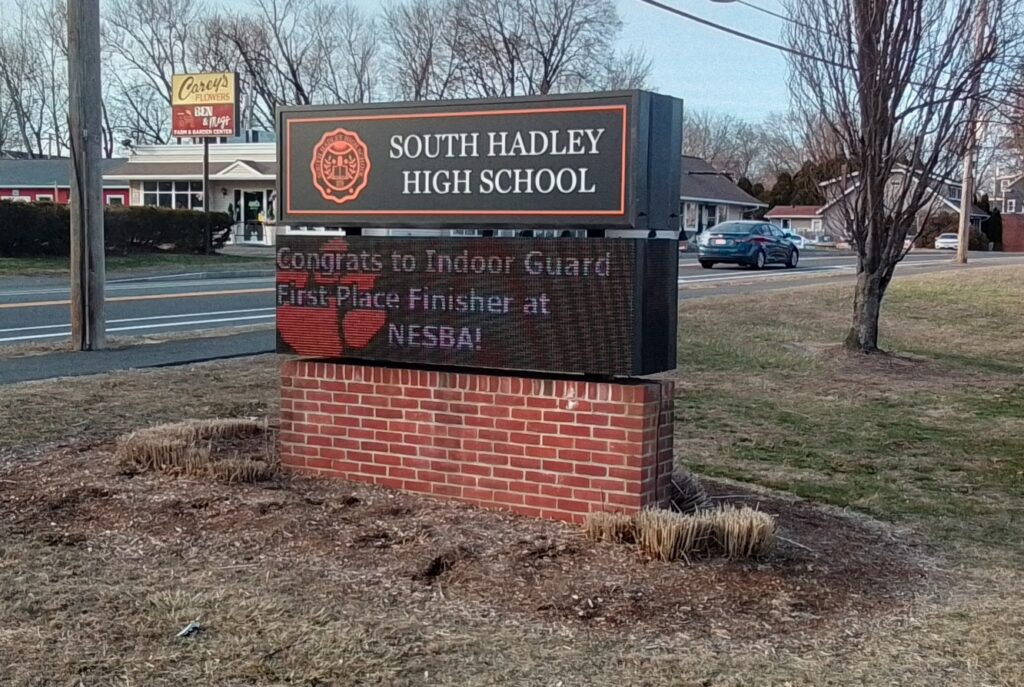 Carey's
FLOWERS
BEN
& Meg's
FARM & GARDEN CENTER
SOUTH HADLEY
HIGH SCHOOL
Congrats to Indoor Guard
First Place Finisher at
NESBA!